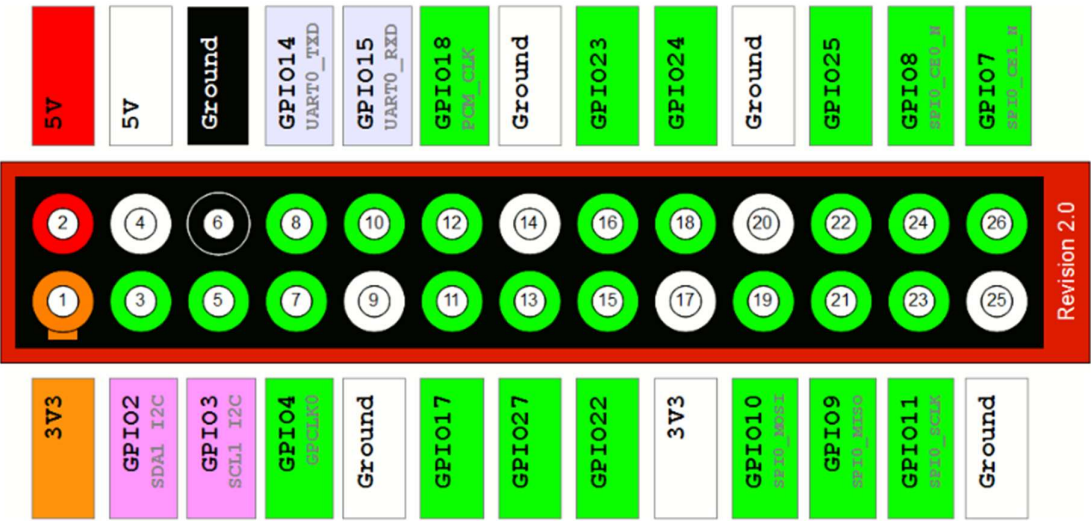 5V
5V
Ground
GPIO14
UART0_TXD
GPIO15
UART0_RXD
GPIO18
PCM_CLK
Ground
GPIO23
GPIO24
Ground
GPIO25
GPIO8
SPI0_CE0_N
GPIO7
SPI0_CE1_N
2 4 6 8 10 12 14 16 18 20 22 24 26
1 3 5 7 9 11 13 15 17 19 21 23 25
Revision 2.0
3V3
GPIO2
SDA1 I2C
GPIO3
SCL1 I2C
GPIO4
GPCLK0
Ground
GPIO17
GPIO27
GPIO22
3V3
GPIO10
SPI0_MOSI
GPIO9
SPI0_MISO
GPIO11
SPI0_SCLK
Ground